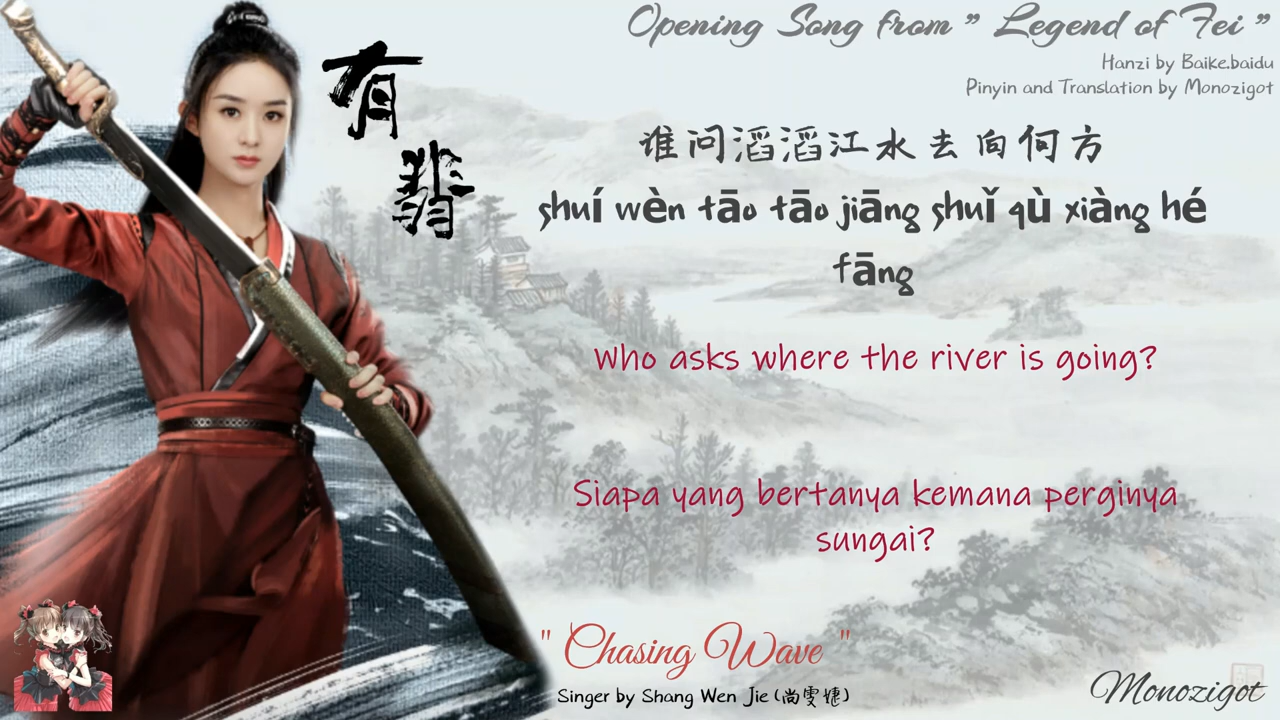 Opening Song from " Legend of Fei "
Hanzi by Baike.baidu
Pinyin and Translation by Monozigot
有
翡
谁问滔滔江水去向何方
shuí wèn tāo tāo jiāng shuǐ qù xiàng hé
fāng
Who asks where the river is going?
Siapa yang bertanya kemana perginya
sungai?
" Chasing Wave "
Singer by Shang Wen Jie (尚雯婕)
Monozigot